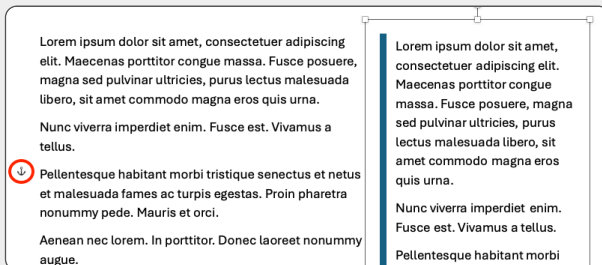 Lorem ipsum dolor sit amet, consectetuer adipiscing
elit. Maecenas porttitor congue massa. Fusce posuere,
magna sed pulvinar ultricies, purus lectus malesuada
libero, sit amet commodo magna eros quis urna.
Nunc viverra imperdiet enim. Fusce est. Vivamus a
tellus.
Pellentesque habitant morbi tristique senectus et netus
et malesuada fames ac turpis egestas. Proin pharetra
nonummy pede. Mauris et orci.
Aenean nec lorem. In porttitor. Donec laoreet nonummy
augue.
Lorem ipsum dolor sit amet,
consectetuer adipiscing elit.
Maecenas porttitor congue
massa. Fusce posuere, magna
sed pulvinar ultricies, purus
lectus malesuada libero, sit
amet commodo magna eros
quis urna.
Nunc viverra imperdiet enim.
Fusce est. Vivamus a tellus.
Pellentesque habitant morbi